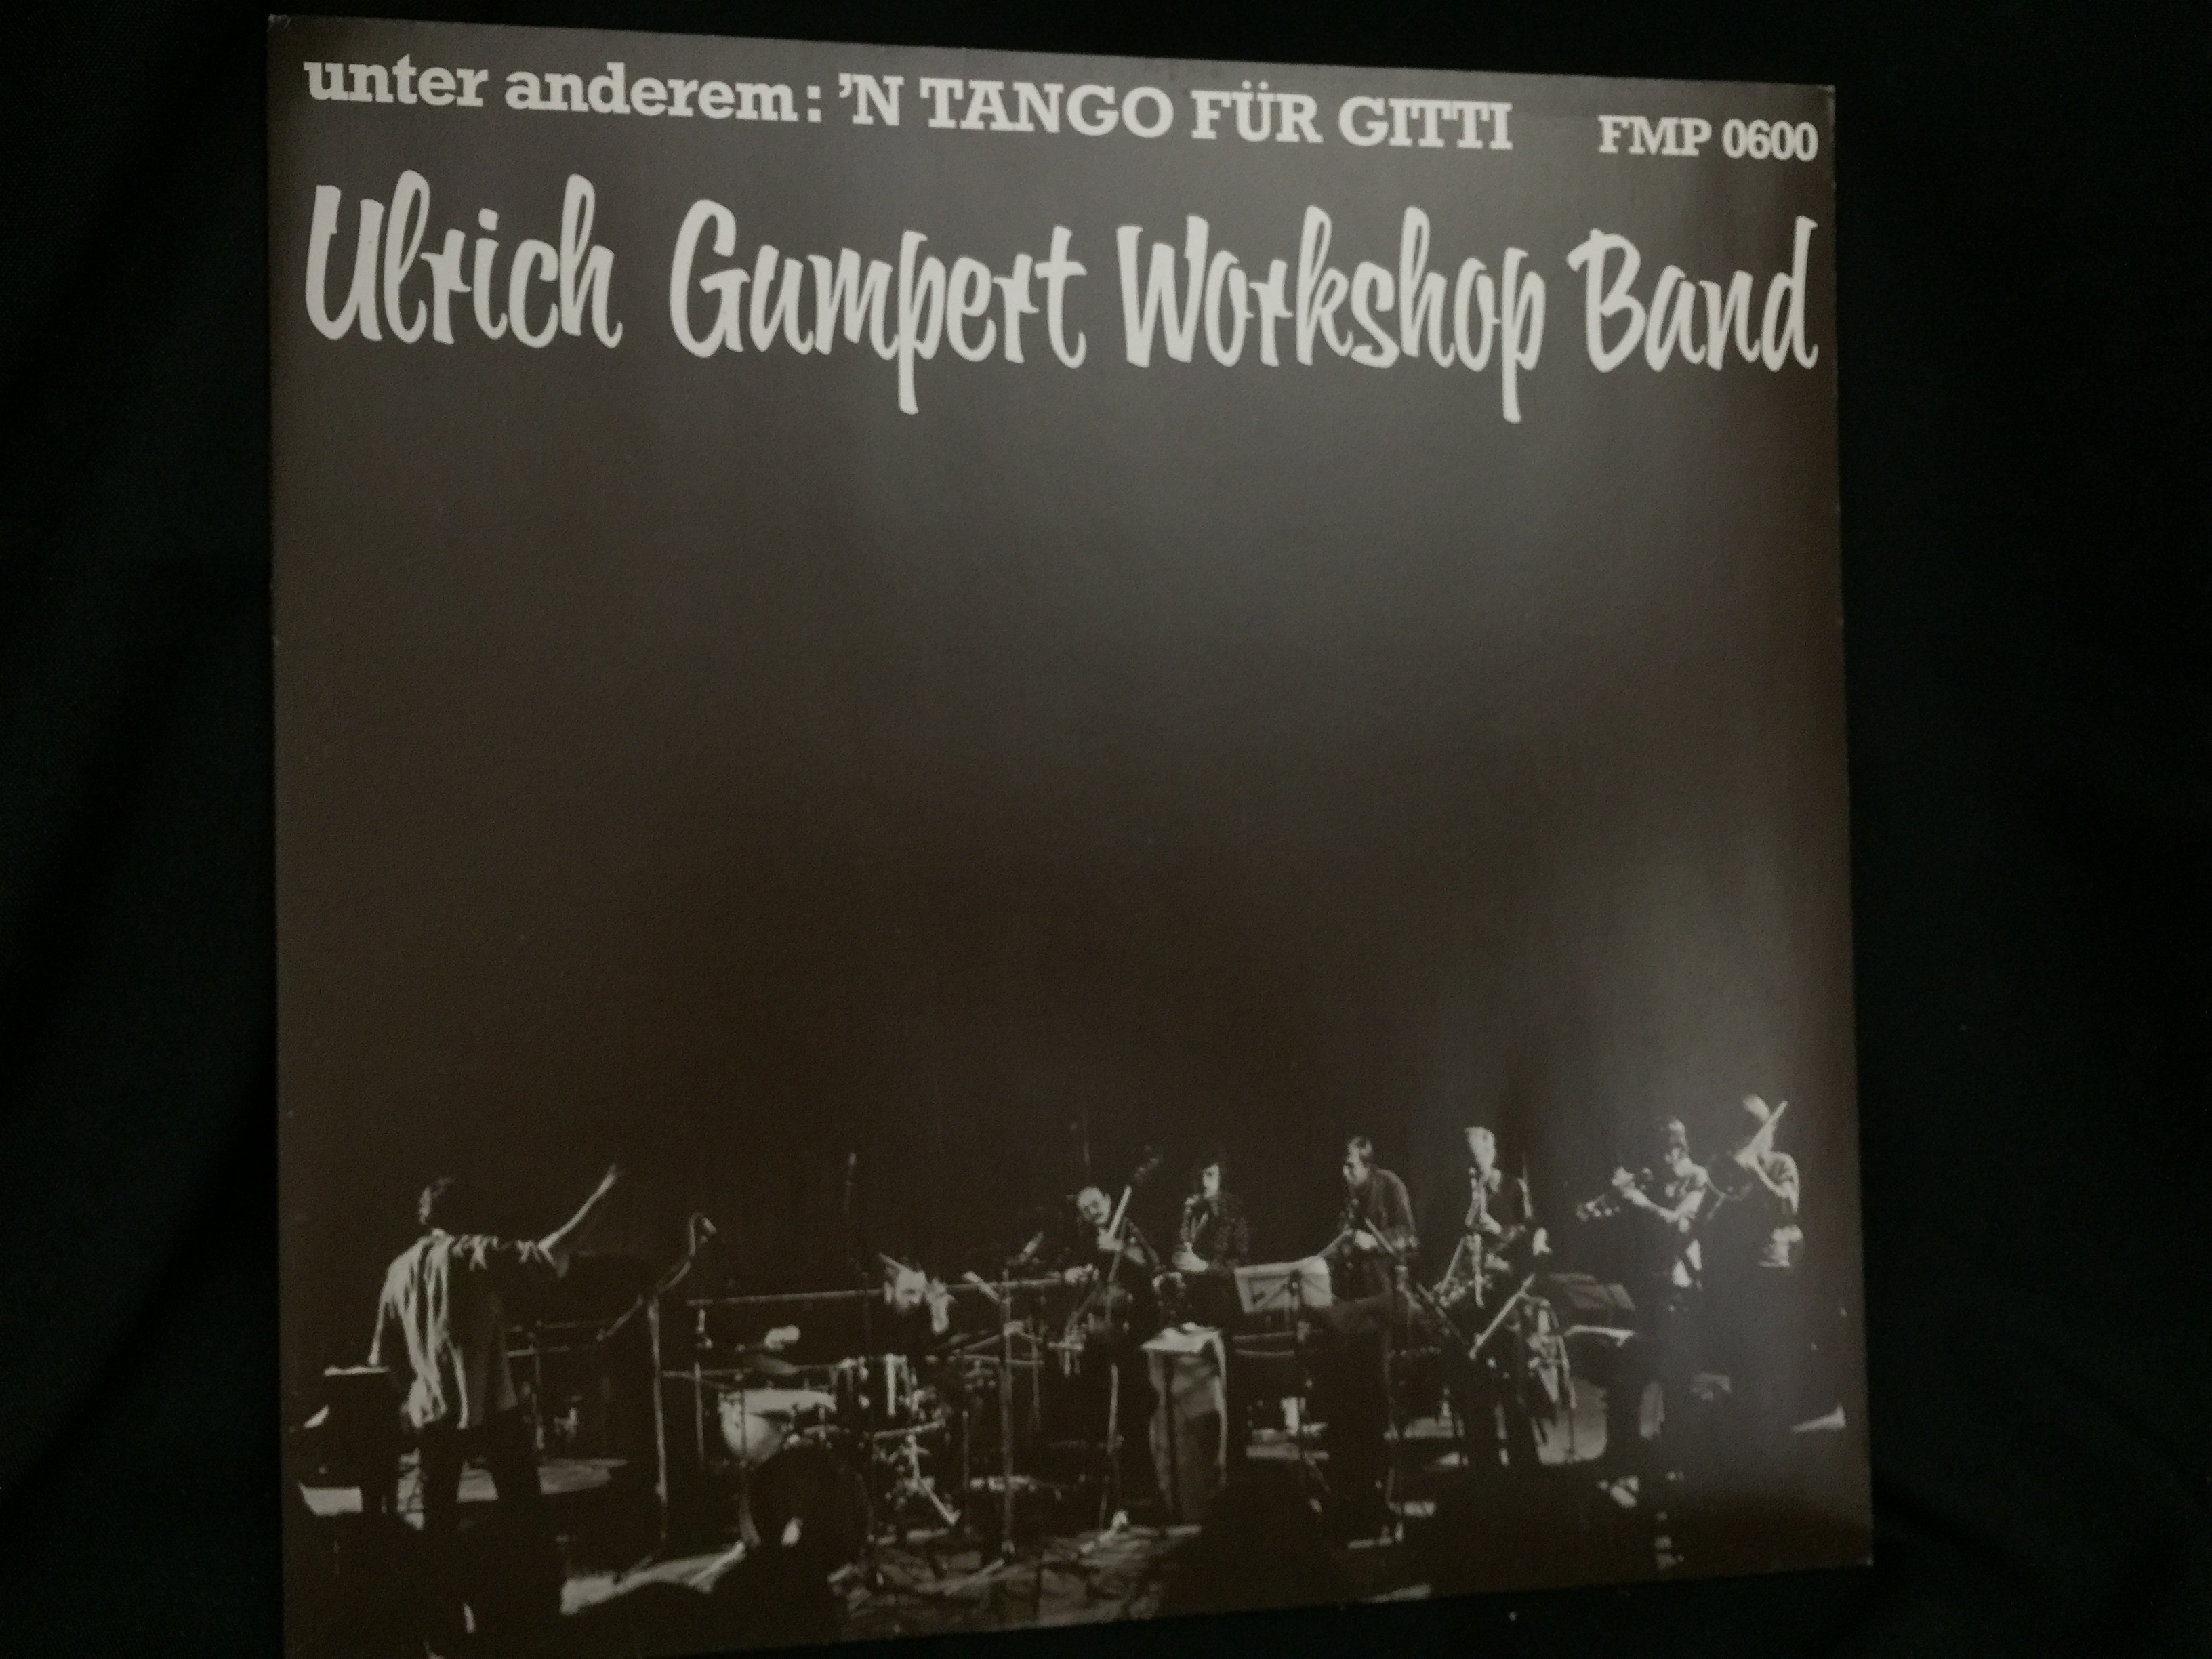 unter anderem: ’N TANGO FÜR GITTI FMP 0600
Ulrich Gumpert Workshop Band